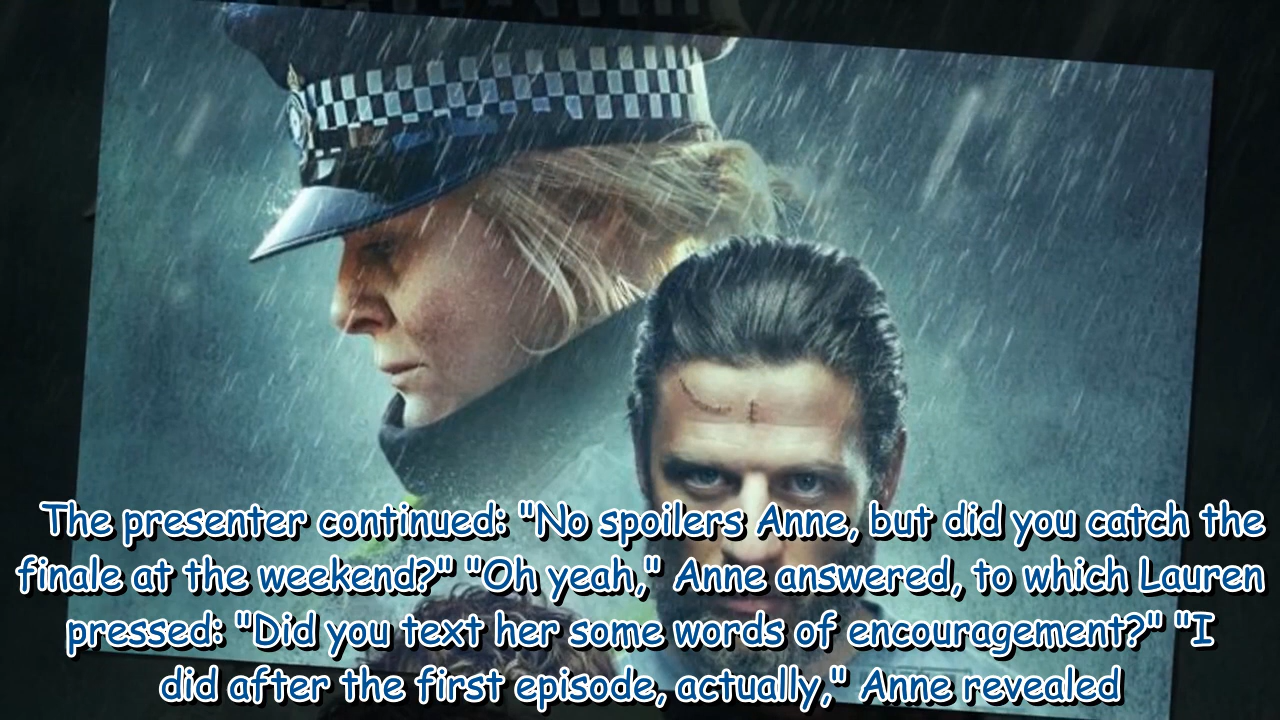 The presenter continued: "No spoilers Anne, but did you catch the
finale at the weekend?" "Oh yeah," Anne answered, to which Lauren
pressed: "Did you text her some words of encouragement?" "I
did after the first episode, actually," Anne revealed